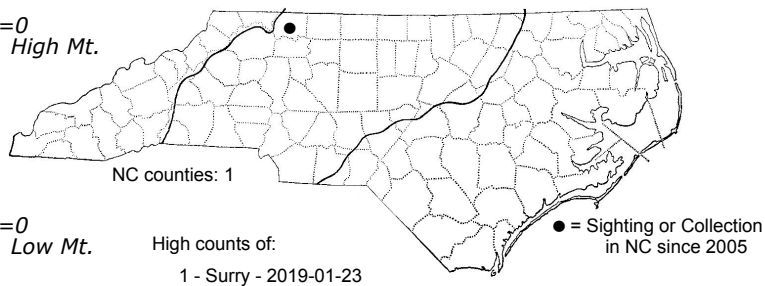 =0
High Mt.
NC counties: 1
=0
Low Mt.
High counts of:
1 - Surry - 2019-01-23
● = Sighting or Collection
in NC since 2005